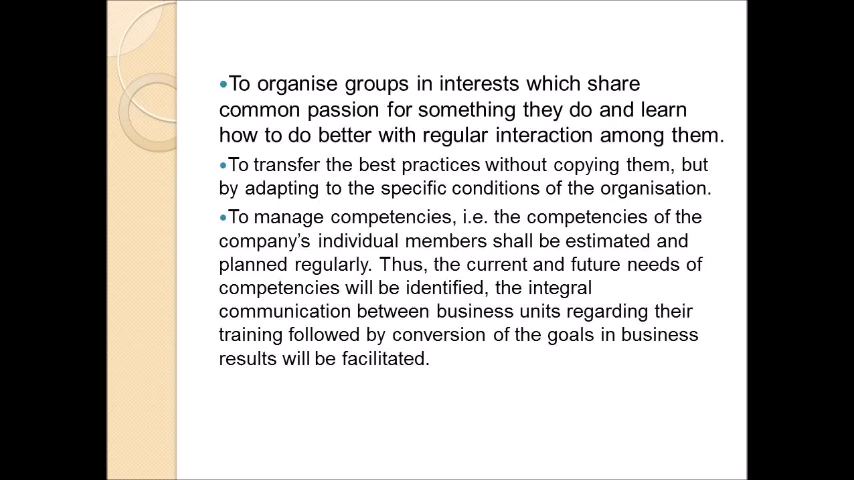 •To organise groups in interests which share
common passion for something they do and learn
how to do better with regular interaction among them.
•To transfer the best practices without copying them, but
by adapting to the specific conditions of the organisation.
•To manage competencies, i.e. the competencies of the
company’s individual members shall be estimated and
planned regularly. Thus, the current and future needs of
competencies will be identified, the integral
communication between business units regarding their
training followed by conversion of the goals in business
results will be facilitated.